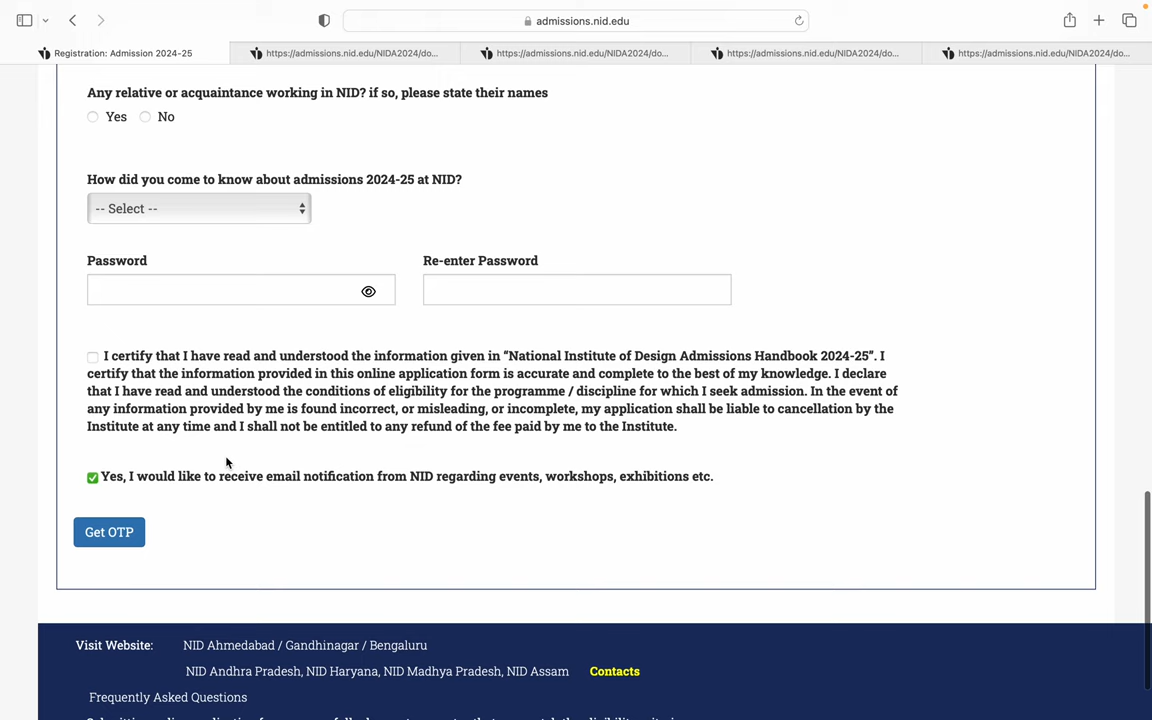 admissions.nid.edu
Registration: Admission 2024-25
https://admissions.nid.edu/NIDA2024/do...
https://admissions.nid.edu/NIDA2024/do...
https://admissions.nid.edu/NIDA2024/do...
https://admissions.nid.edu/NIDA2024/do...
Any relative or acquaintance working in NID? if so, please state their names
Yes No
How did you come to know about admissions 2024-25 at NID?
-- Select --
Password Re-enter Password
I certify that I have read and understood the information given in “National Institute of Design Admissions Handbook 2024-25”. I
certify that the information provided in this online application form is accurate and complete to the best of my knowledge. I declare
that I have read and understood the conditions of eligibility for the programme / discipline for which I seek admission. In the event of
any information provided by me is found incorrect, or misleading, or incomplete, my application shall be liable to cancellation by the
Institute at any time and I shall not be entitled to any refund of the fee paid by me to the Institute.
Yes, I would like to receive email notification from NID regarding events, workshops, exhibitions etc.
Get OTP
Visit Website: NID Ahmedabad / Gandhinagar / Bengaluru
NID Andhra Pradesh, NID Haryana, NID Madhya Pradesh, NID Assam Contacts
Frequently Asked Questions